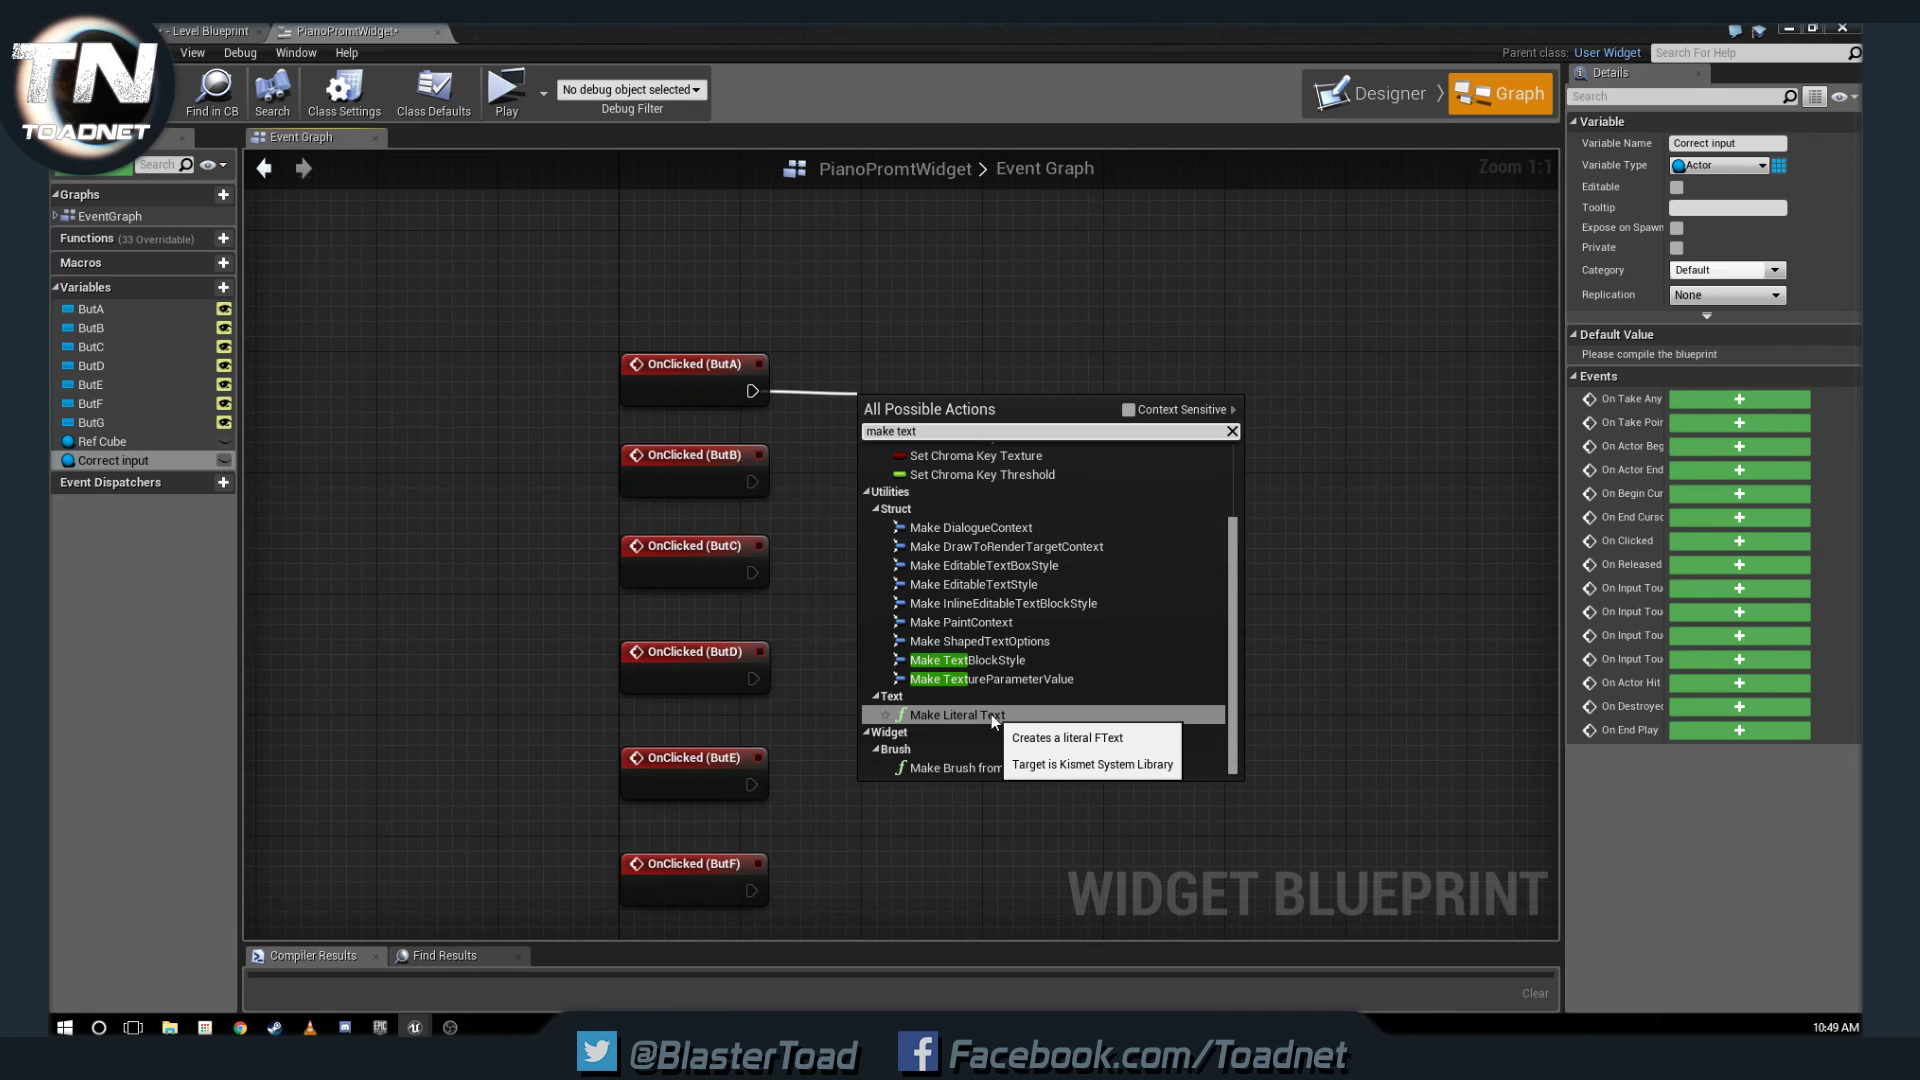 TN
TOADNET
- Level Blueprint
PianoPromtWidget*
View
Debug
Window
Help
Parent class: User Widget
Search For Help
Find in CB
Search
Class Settings
Class Defaults
Play
No debug object selected
Debug Filter
Designer
Graph
Details
Search
Event Graph
Search
PianoPromtWidget > Event Graph
Zoom 1:1
Graphs
EventGraph
Functions (33 Overridable)
Macros
Variables
ButA
ButB
ButC
ButD
ButE
ButF
ButG
Ref Cube
Correct input
Event Dispatchers
OnClicked (ButA)
OnClicked (ButB)
OnClicked (ButC)
OnClicked (ButD)
OnClicked (ButE)
OnClicked (ButF)
All Possible Actions
Context Sensitive
make text
Set Chroma Key Texture
Set Chroma Key Threshold
Utilities
Struct
Make DialogueContext
Make DrawToRenderTargetContext
Make EditableTextBoxStyle
Make EditableTextStyle
Make InlineEditableTextBlockStyle
Make PaintContext
Make ShapedTextOptions
Make TextBlockStyle
Make TextureParameterValue
Text
Make Literal Text
Widget
Brush
Make Brush from
Creates a literal FText
Target is Kismet System Library
WIDGET BLUEPRINT
Variable
Variable Name
Correct input
Variable Type
Actor
Editable
Tooltip
Expose on Spawn
Private
Category
Default
Replication
None
Default Value
Please compile the blueprint
Events
On Take Any
On Take Poin
On Actor Beg
On Actor End
On Begin Cur
On End Curso
On Clicked
On Released
On Input Tou
On Input Tou
On Input Tou
On Input Tou
On Actor Hit
On Destroyed
On End Play
Compiler Results
Find Results
Clear
EPIC
10:49 AM
@BlasterToad
Facebook.com/Toadnet